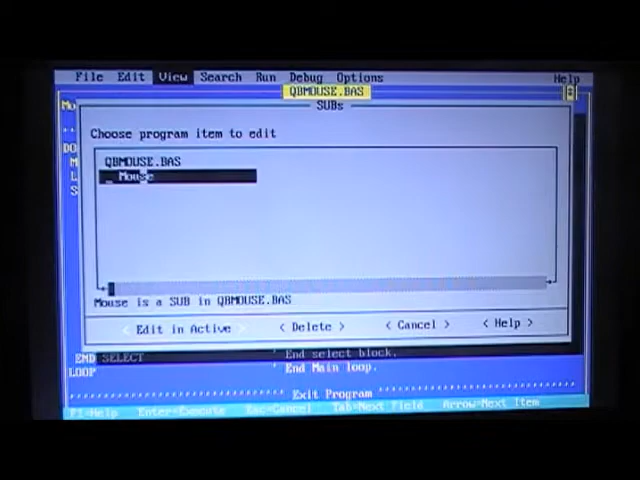 File Edit View Search Run Debug Options Help
QBMOUSE.BAS
SUBs
Mo
Choose program item to edit
DO
QBMOUSE.BAS
M
Mouse
L
S
Mouse is a SUB in QBMOUSE.BAS
< Edit in Active > < Delete > < Cancel > < Help >
END SELECT ' End select block.
LOOP ' End Main loop.
Exit Program
F1=Help Enter=Execute Esc=Cancel Tab=Next Field Arrow=Next Item